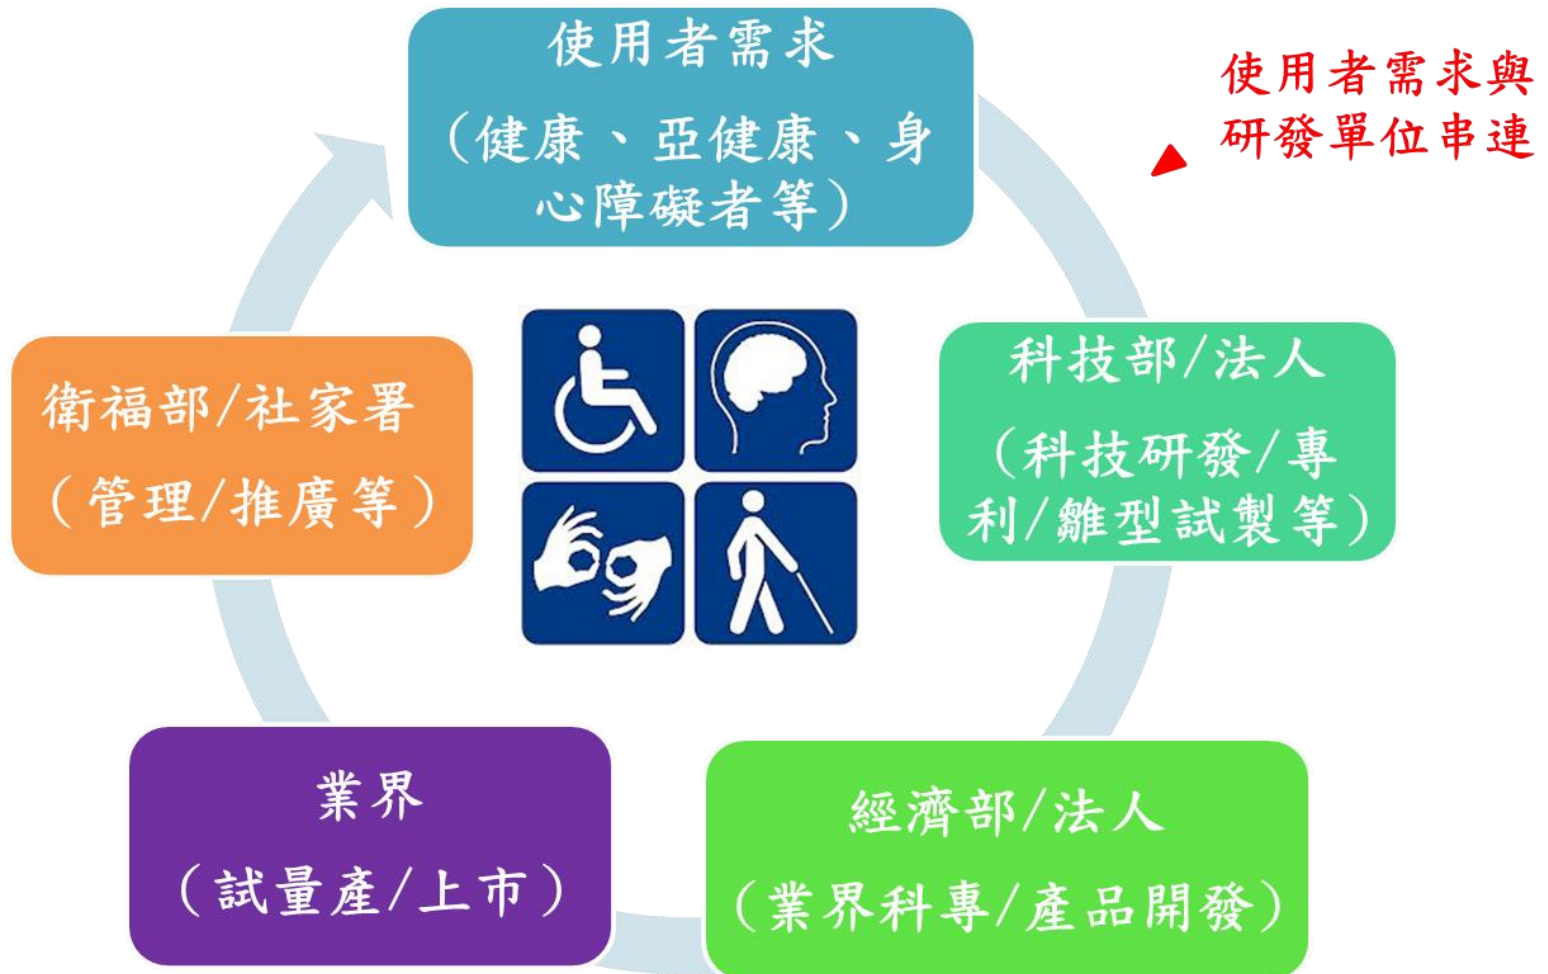 使用者需求
（健康、亞健康、身
心障礙者等）
使用者需求與
研發單位串連
科技部/法人
（科技研發/專
利/雛型試製等）
經濟部/法人
（業界科專/產品開發）
業界
（試量產/上市）
衛福部/社家署
（管理/推廣等）